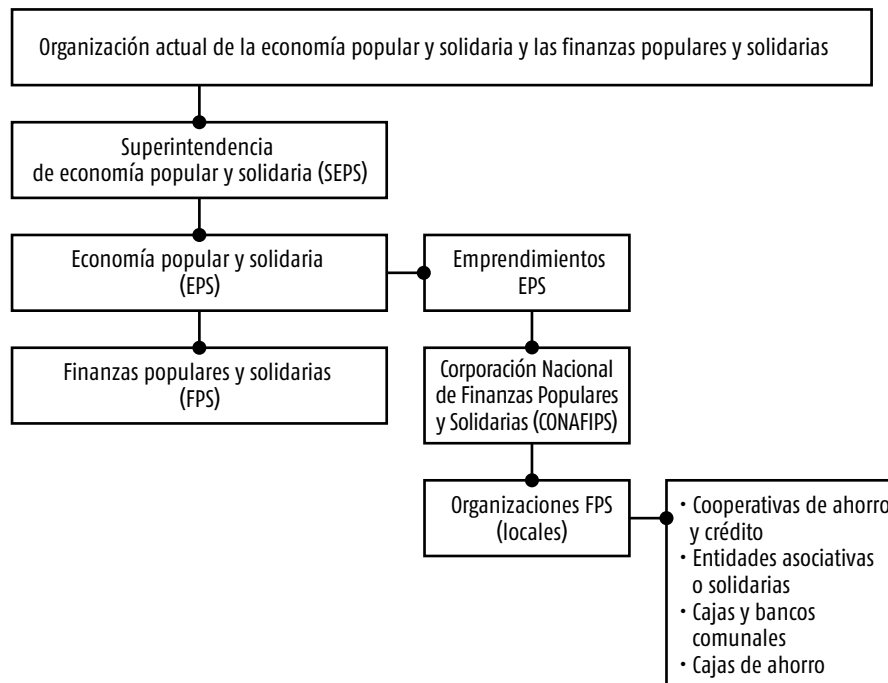 Organización actual de la economía popular y solidaria y las finanzas populares y solidarias
Superintendencia
de economía popular y solidaria (SEPS)
Economía popular y solidaria
(EPS)
Emprendimientos
EPS
Finanzas populares y solidarias
(FPS)
Corporación Nacional
de Finanzas Populares
y Solidarias (CONAFIPS)
Organizaciones FPS
(locales)
· Cooperativas de ahorro
y crédito
· Entidades asociativas
o solidarias
· Cajas y bancos
comunales
· Cajas de ahorro